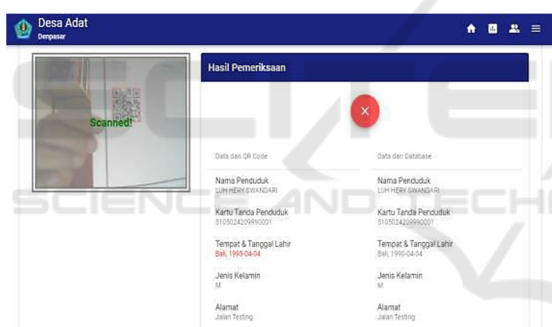 Desa Adat
Denpasar
Scanned!
Hasil Pemeriksaan
Data dari QR Code
Nama Penduduk
LUH HERY SWANDARI
Kartu Tanda Penduduk
5105024209990001
Tempat & Tanggal Lahir
Bali, 1995-04-04
Jenis Kelamin
M
Alamat
Jalan Testing
Data dari Database
Nama Penduduk
LUH HERY SWANDARI
Kartu Tanda Penduduk
5105024209990001
Tempat & Tanggal Lahir
Bali, 1990-04-04
Jenis Kelamin
M
Alamat
Jalan Testing